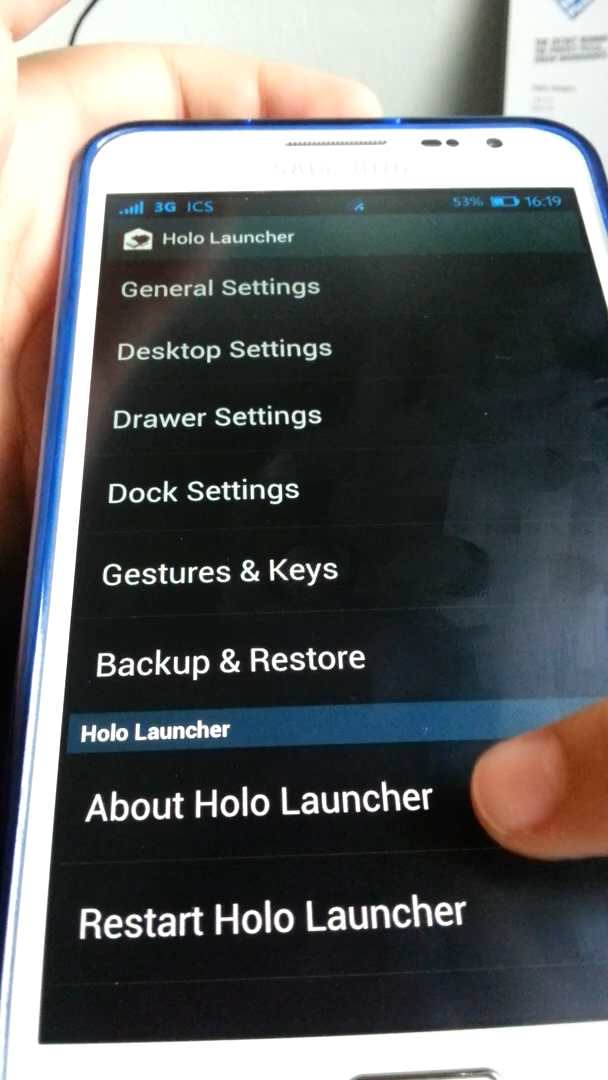 SAMSUNG
3G ICS 53% 16:19
Holo Launcher
General Settings
Desktop Settings
Drawer Settings
Dock Settings
Gestures & Keys
Backup & Restore
Holo Launcher
About Holo Launcher
Restart Holo Launcher